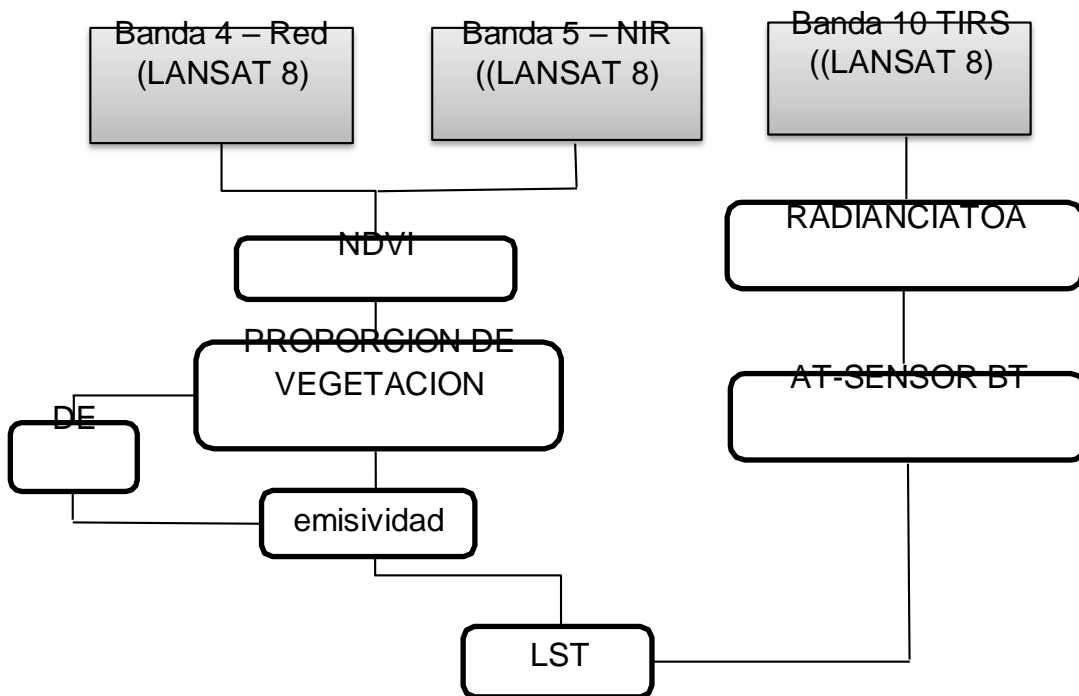 Banda 4 – Red
(LANSAT 8)
Banda 5 – NIR
((LANSAT 8)
Banda 10 TIRS
((LANSAT 8)
RADIANCIATOA
NDVI
PROPORCION DE
VEGETACION
AT-SENSOR BT
DE
emisividad
LST